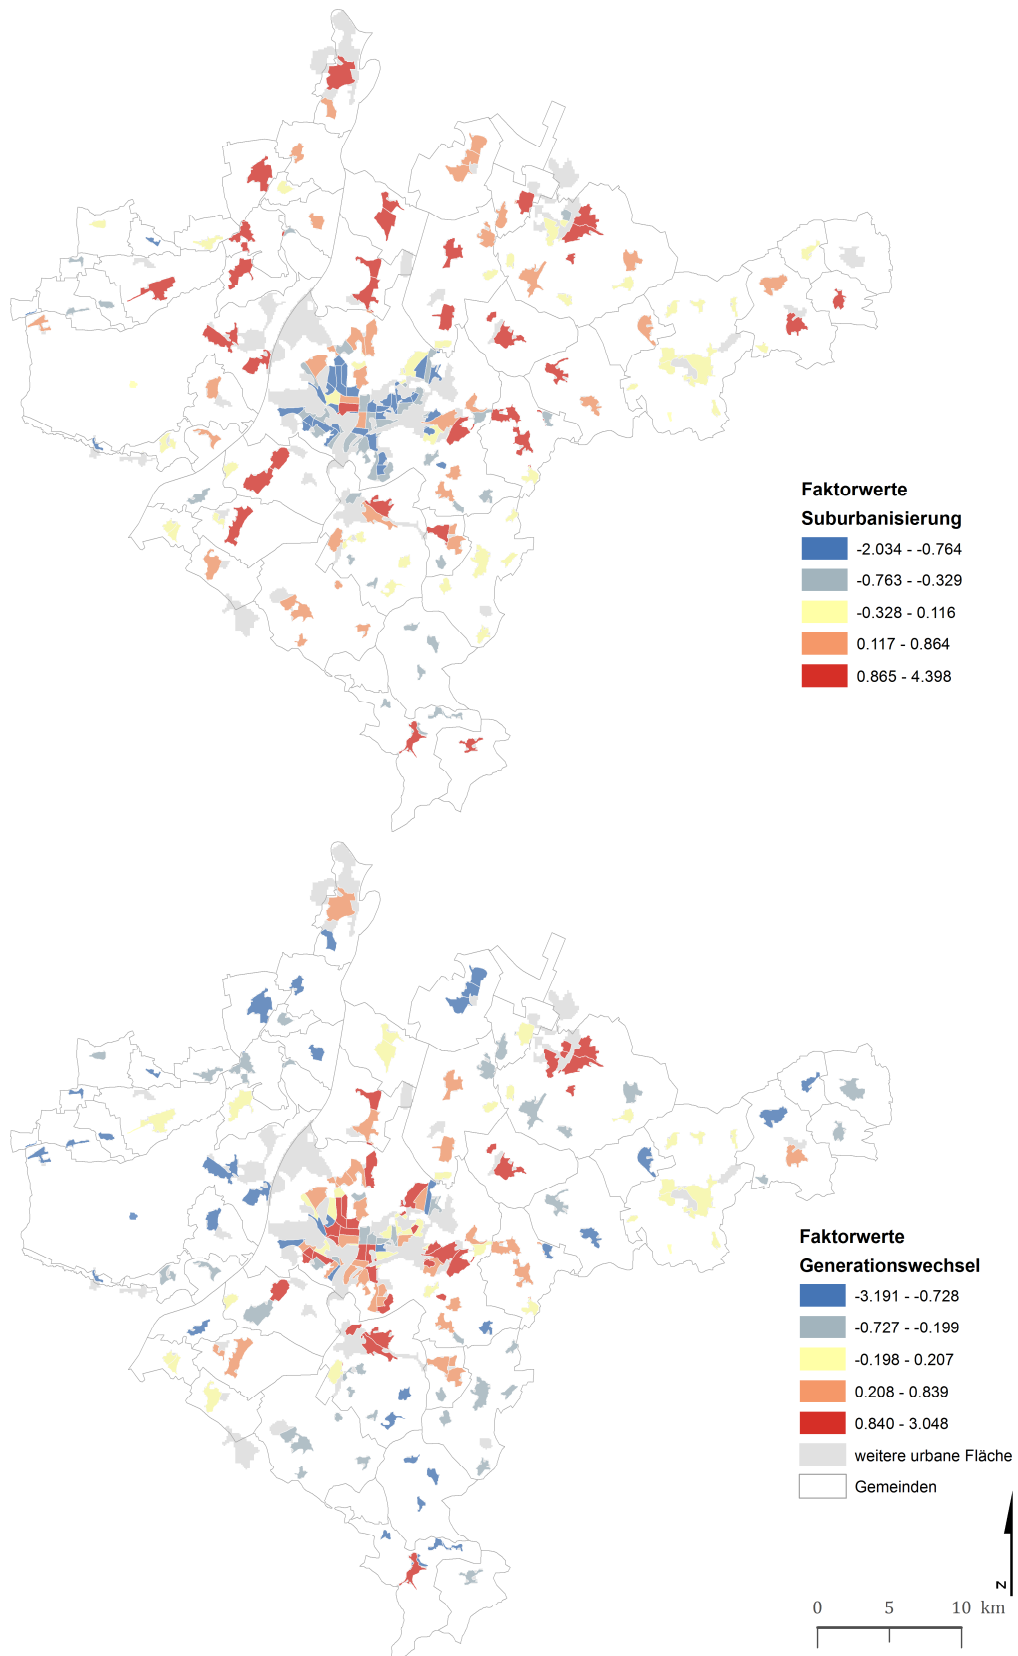 Faktorwerte
Suburbanisierung
-2.034 - -0.764
-0.763 - -0.329
-0.328 - 0.116
0.117 - 0.864
0.865 - 4.398
Faktorwerte
Generationswechsel
-3.191 - -0.728
-0.727 - -0.199
-0.198 - 0.207
0.208 - 0.839
0.840 - 3.048
weitere urbane Fläche
Gemeinden
N
0 5 10 km